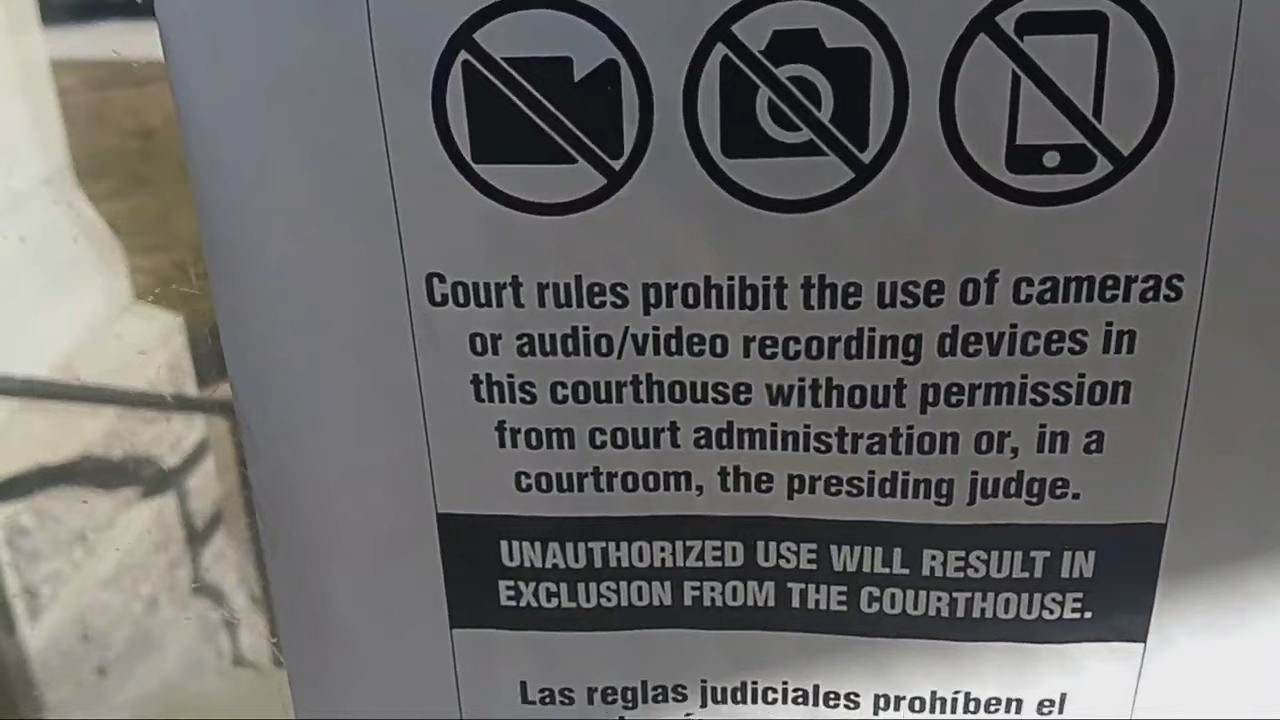 Court rules prohibit the use of cameras
or audio/video recording devices in
this courthouse without permission
from court administration or, in a
courtroom, the presiding judge.
UNAUTHORIZED USE WILL RESULT IN
EXCLUSION FROM THE COURTHOUSE.
Las reglas judiciales prohíben el